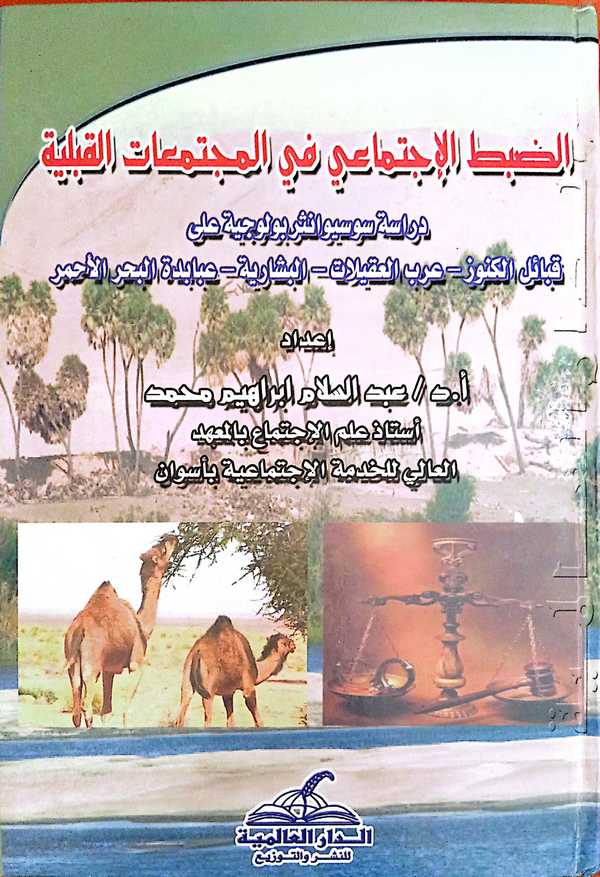 الضبط الإجتماعي في المجتمعات القبلية
دراسة سوسيوانثربولوجية على
قبائل الكنوز - عرب العقيلات - البشارية - عبابدة البحر الأحمر
إعداد
أ.د / عبد السلام ابراهيم محمد
أستاذ علم الإجتماع بالمعهد
العالي للخدمة الإجتماعية بأسوان
الدار العالمية
للنشر والتوزيع